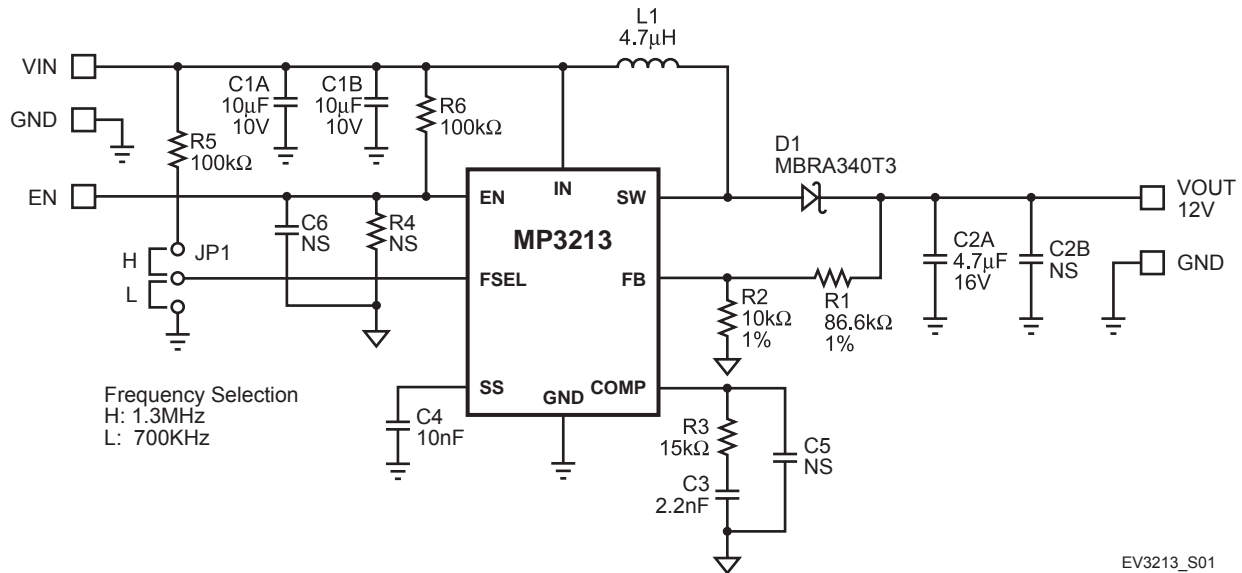 L1
4.7µH
VIN
C1A
10µF
10V
C1B
10µF
10V
R6
100kΩ
GND
R5
100kΩ
D1
MBRA340T3
EN
EN
IN
SW
VOUT
12V
C6
NS
R4
NS
MP3213
C2A
4.7µF
16V
C2B
NS
JP1
H
L
FSEL
FB
R2
10kΩ
1%
R1
86.6kΩ
1%
GND
Frequency Selection
H: 1.3MHz
L: 700KHz
SS
GND
COMP
C4
10nF
R3
15kΩ
C5
NS
C3
2.2nF
EV3213_S01